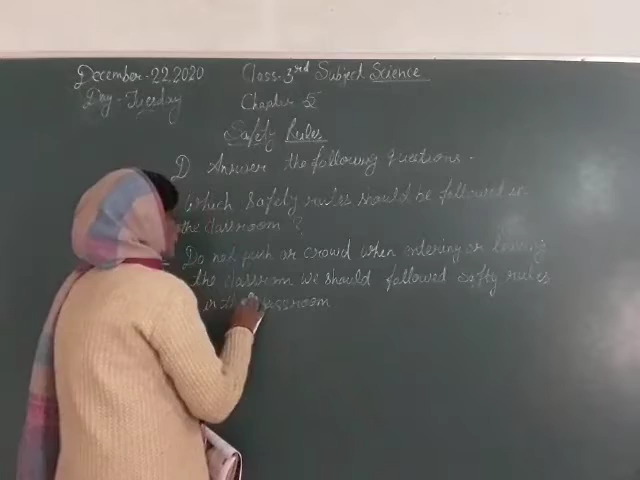 December-22, 2020 Class-3rd Subject Science
Day-Tuesday Chapter 5
Safety Rules
D Answer the following questions.
Which safety rules should be followed in
the classroom ?
Do not push or crowd when entering or leaving
the classroom we should followed safty rules
in the classroom